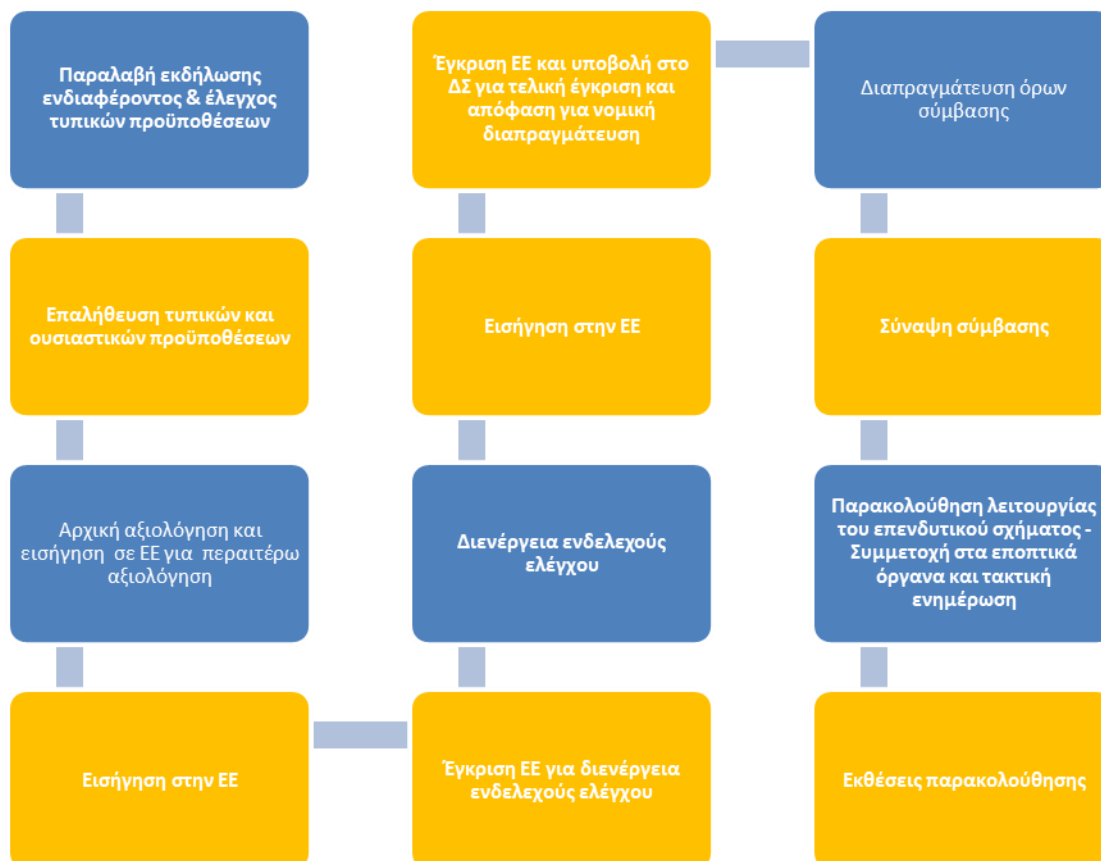 Παραλαβή εκδήλωσης
ενδιαφέροντος & έλεγχος
τυπικών προϋποθέσεων
Επαλήθευση τυπικών και
ουσιαστικών προϋποθέσεων
Αρχική αξιολόγηση και
εισήγηση σε ΕΕ για περαιτέρω
αξιολόγηση
Εισήγηση στην ΕΕ
Έγκριση ΕΕ για διενέργεια
ενδελεχούς ελέγχου
Διενέργεια ενδελεχούς
ελέγχου
Εισήγηση στην ΕΕ
Έγκριση ΕΕ και υποβολή στο
ΔΣ για τελική έγκριση και
απόφαση για νομική
διαπραγμάτευση
Διαπραγμάτευση όρων
σύμβασης
Σύναψη σύμβασης
Παρακολούθηση λειτουργίας
του επενδυτικού σχήματος -
Συμμετοχή στα εποπτικά
όργανα και τακτική
ενημέρωση
Εκθέσεις παρακολούθησης